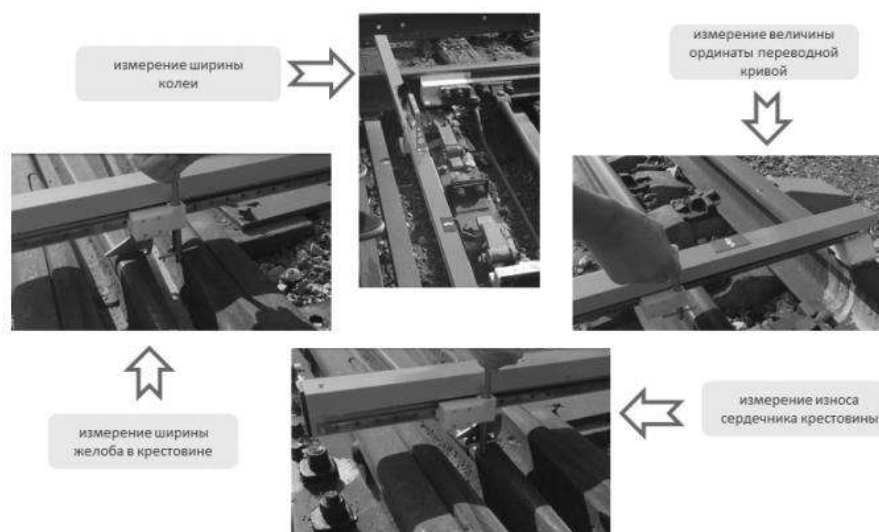 измерение ширины
колеи
измерение величины
ординаты переводной
кривой
измерение ширины
желоба в крестовине
измерение износа
сердечника крестовины